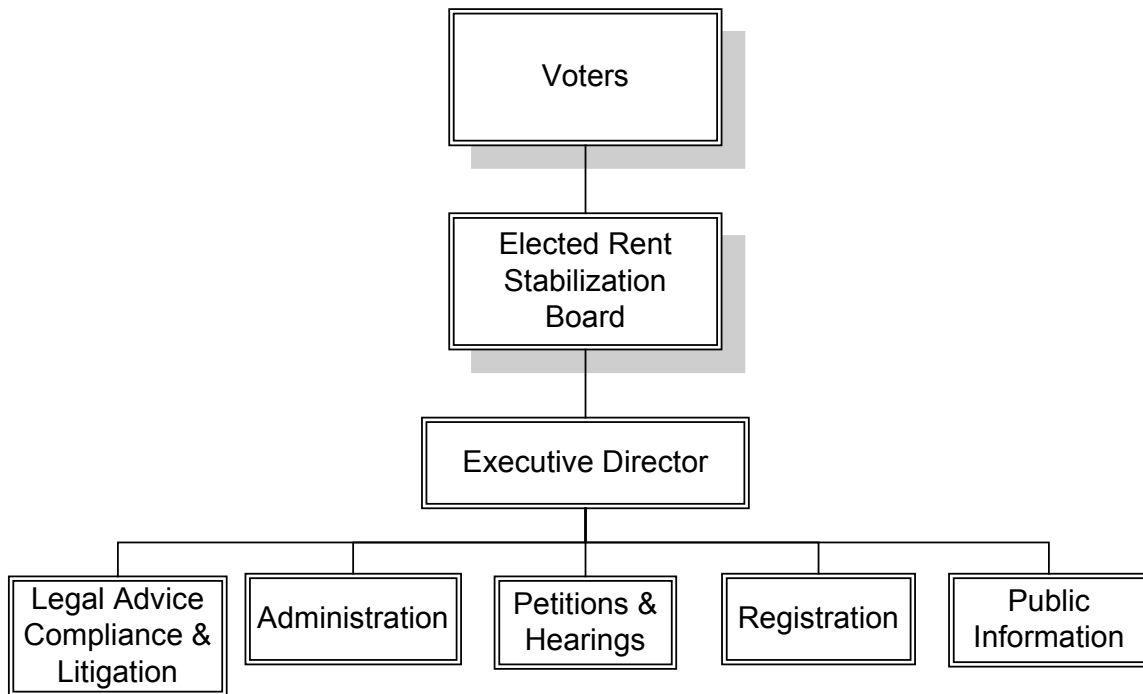 Voters
Elected Rent
Stabilization
Board
Executive Director
Legal Advice
Compliance &
Litigation
Administration
Petitions &
Hearings
Registration
Public
Information